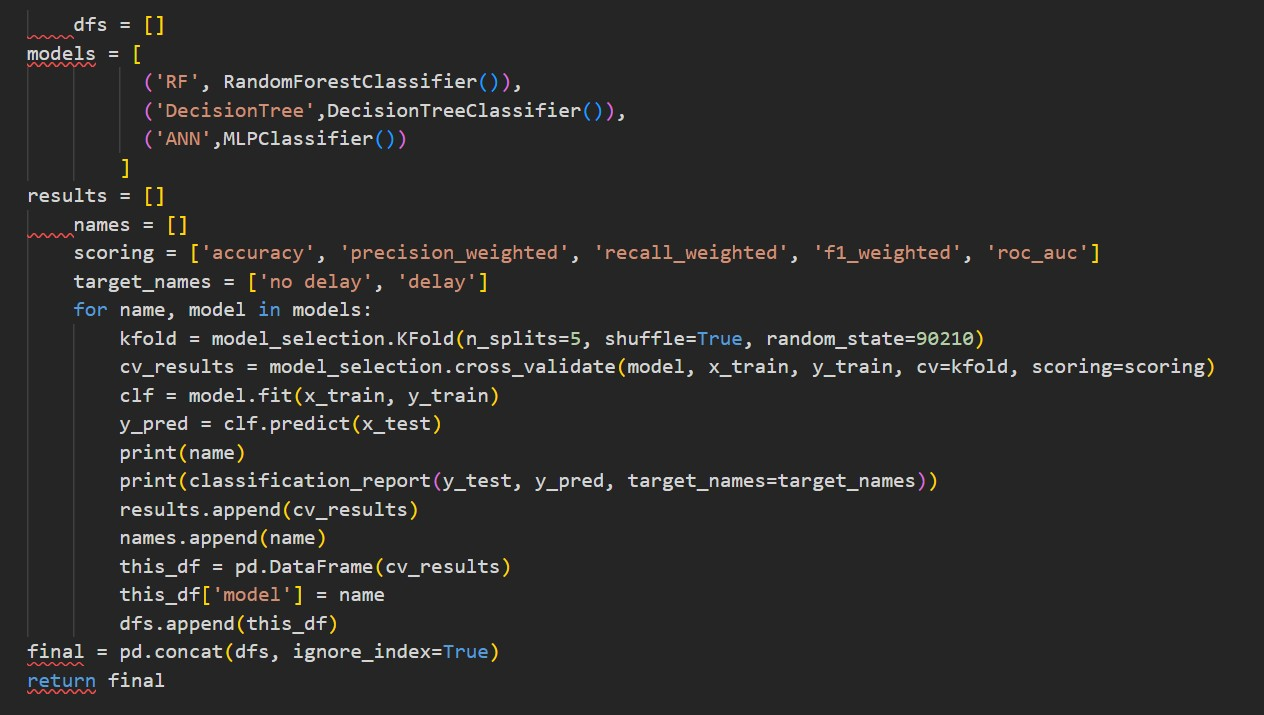 dfs = []
models = [
          ('RF', RandomForestClassifier()),
          ('DecisionTree',DecisionTreeClassifier()),
          ('ANN',MLPClassifier())
        ]
results = []
    names = []
    scoring = ['accuracy', 'precision_weighted', 'recall_weighted', 'f1_weighted', 'roc_auc']
    target_names = ['no delay', 'delay']
    for name, model in models:
        kfold = model_selection.KFold(n_splits=5, shuffle=True, random_state=90210)
        cv_results = model_selection.cross_validate(model, x_train, y_train, cv=kfold, scoring=scoring)
        clf = model.fit(x_train, y_train)
        y_pred = clf.predict(x_test)
        print(name)
        print(classification_report(y_test, y_pred, target_names=target_names))
        results.append(cv_results)
        names.append(name)
        this_df = pd.DataFrame(cv_results)
        this_df['model'] = name
        dfs.append(this_df)
final = pd.concat(dfs, ignore_index=True)
return final